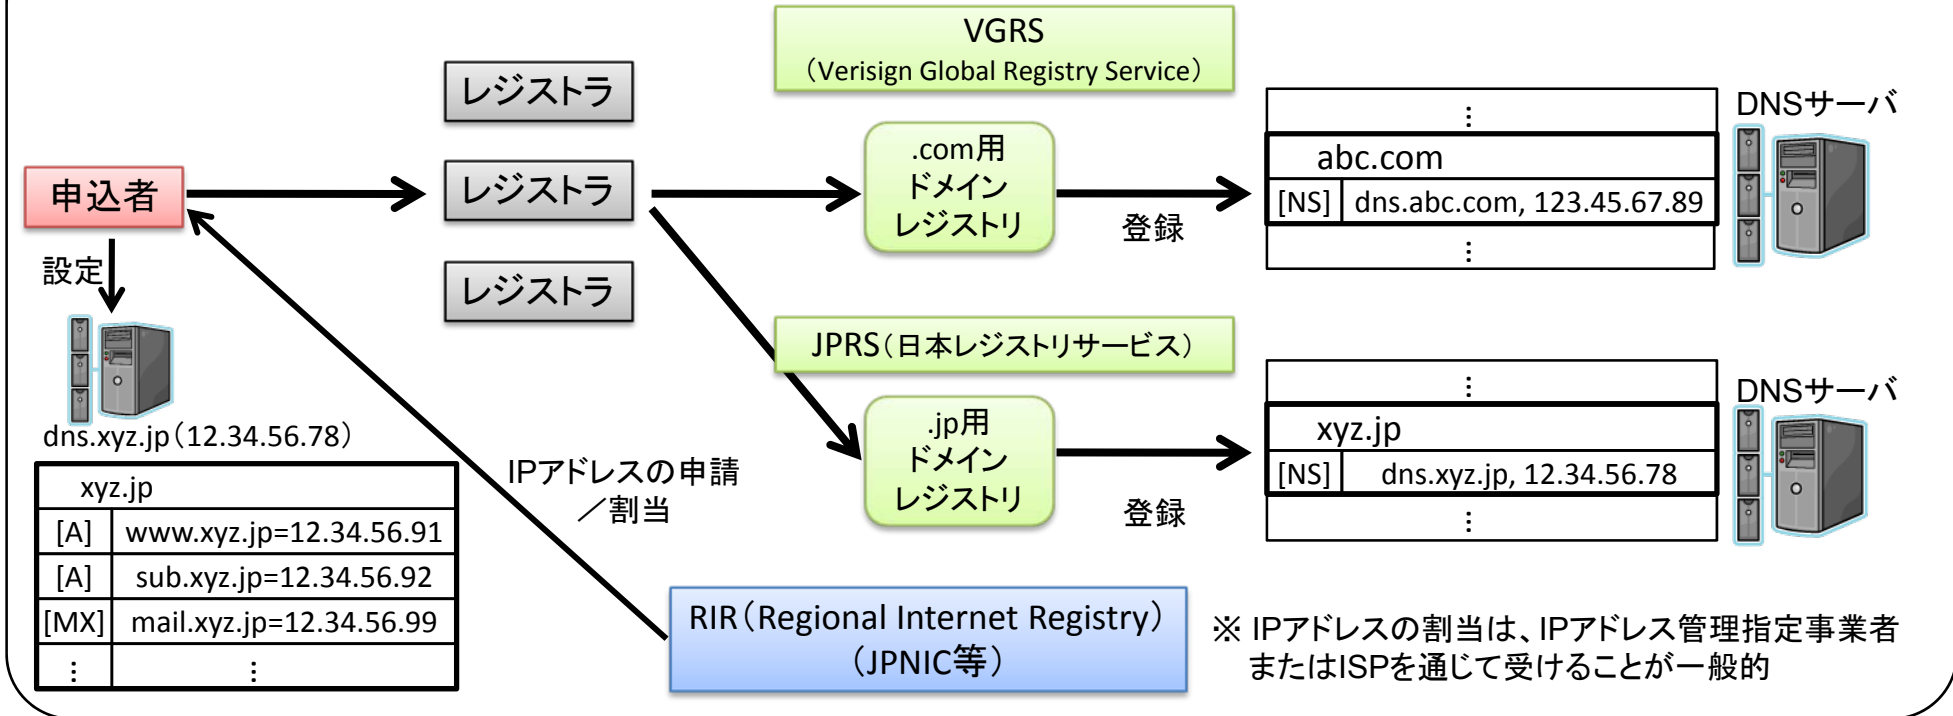 VGRS
（Verisign Global Registry Service）
レジストラ
レジストラ
レジストラ
申込者
設定
dns.xyz.jp（12.34.56.78）
xyz.jp
[A] www.xyz.jp=12.34.56.91
[A] sub.xyz.jp=12.34.56.92
[MX] mail.xyz.jp=12.34.56.99
⋮ ⋮
.com用
ドメイン
レジストリ
登録
DNSサーバ
⋮
abc.com
[NS] dns.abc.com, 123.45.67.89
⋮
JPRS（日本レジストリサービス）
.jp用
ドメイン
レジストリ
登録
DNSサーバ
⋮
xyz.jp
[NS] dns.xyz.jp, 12.34.56.78
⋮
IPアドレスの申請
／割当
RIR（Regional Internet Registry）
（JPNIC等）
※ IPアドレスの割当は、IPアドレス管理指定事業者
またはISPを通じて受けることが一般的